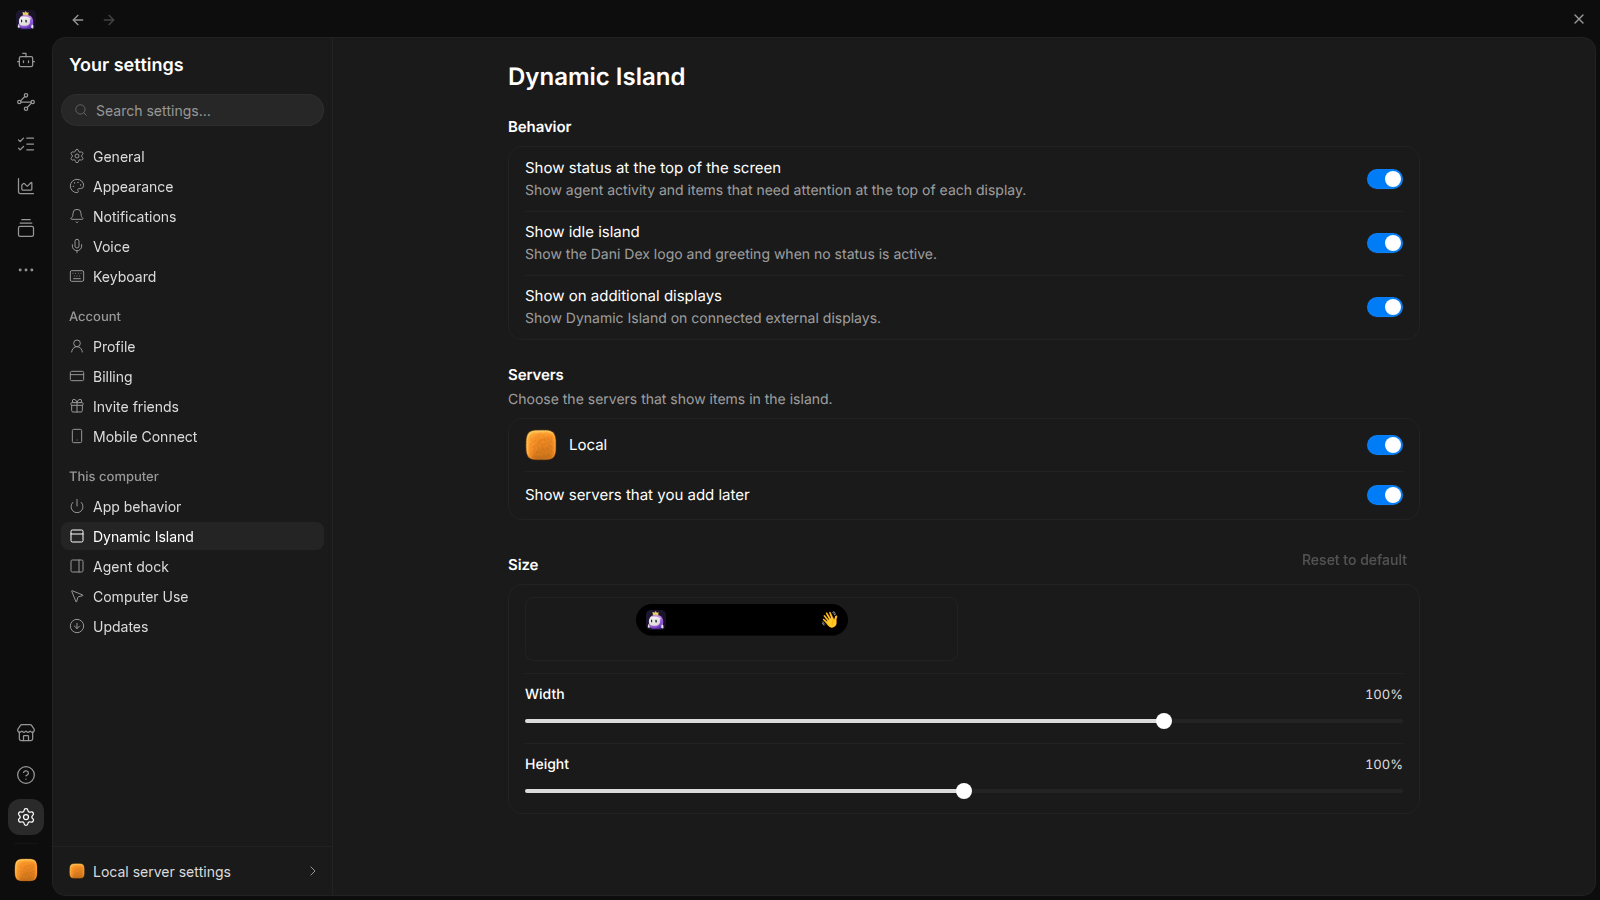 Your settings
Search settings...
General
Appearance
Notifications
Voice
Keyboard
Account
Profile
Billing
Invite friends
Mobile Connect
This computer
App behavior
Dynamic Island
Agent dock
Computer Use
Updates
Local server settings
Dynamic Island
Behavior
Show status at the top of the screen
Show agent activity and items that need attention at the top of each display.
Show idle island
Show the Dani Dex logo and greeting when no status is active.
Show on additional displays
Show Dynamic Island on connected external displays.
Servers
Choose the servers that show items in the island.
Local
Show servers that you add later
Size
Reset to default
Width
100%
Height
100%